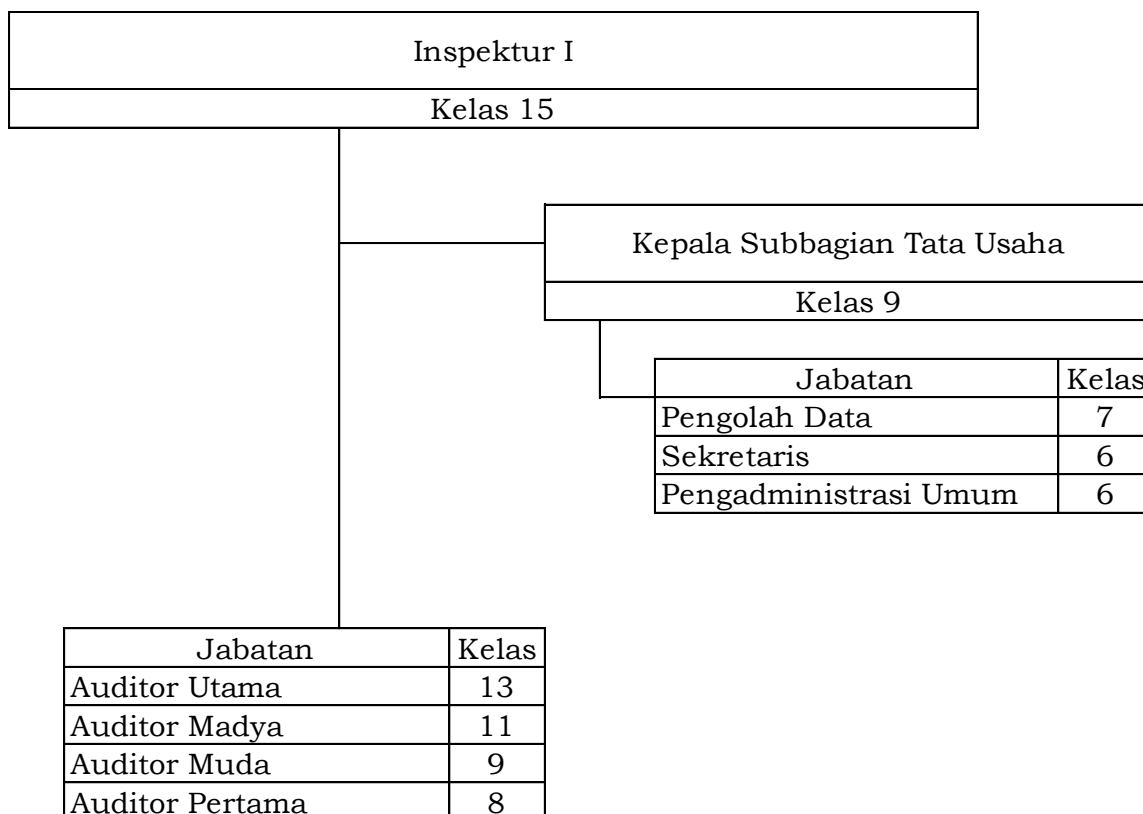 Inspektur I
Kelas 15
Kepala Subbagian Tata Usaha
Kelas 9
Jabatan Kelas
Pengolah Data 7
Sekretaris 6
Pengadministrasi Umum 6
Jabatan Kelas
Auditor Utama 13
Auditor Madya 11
Auditor Muda 9
Auditor Pertama 8